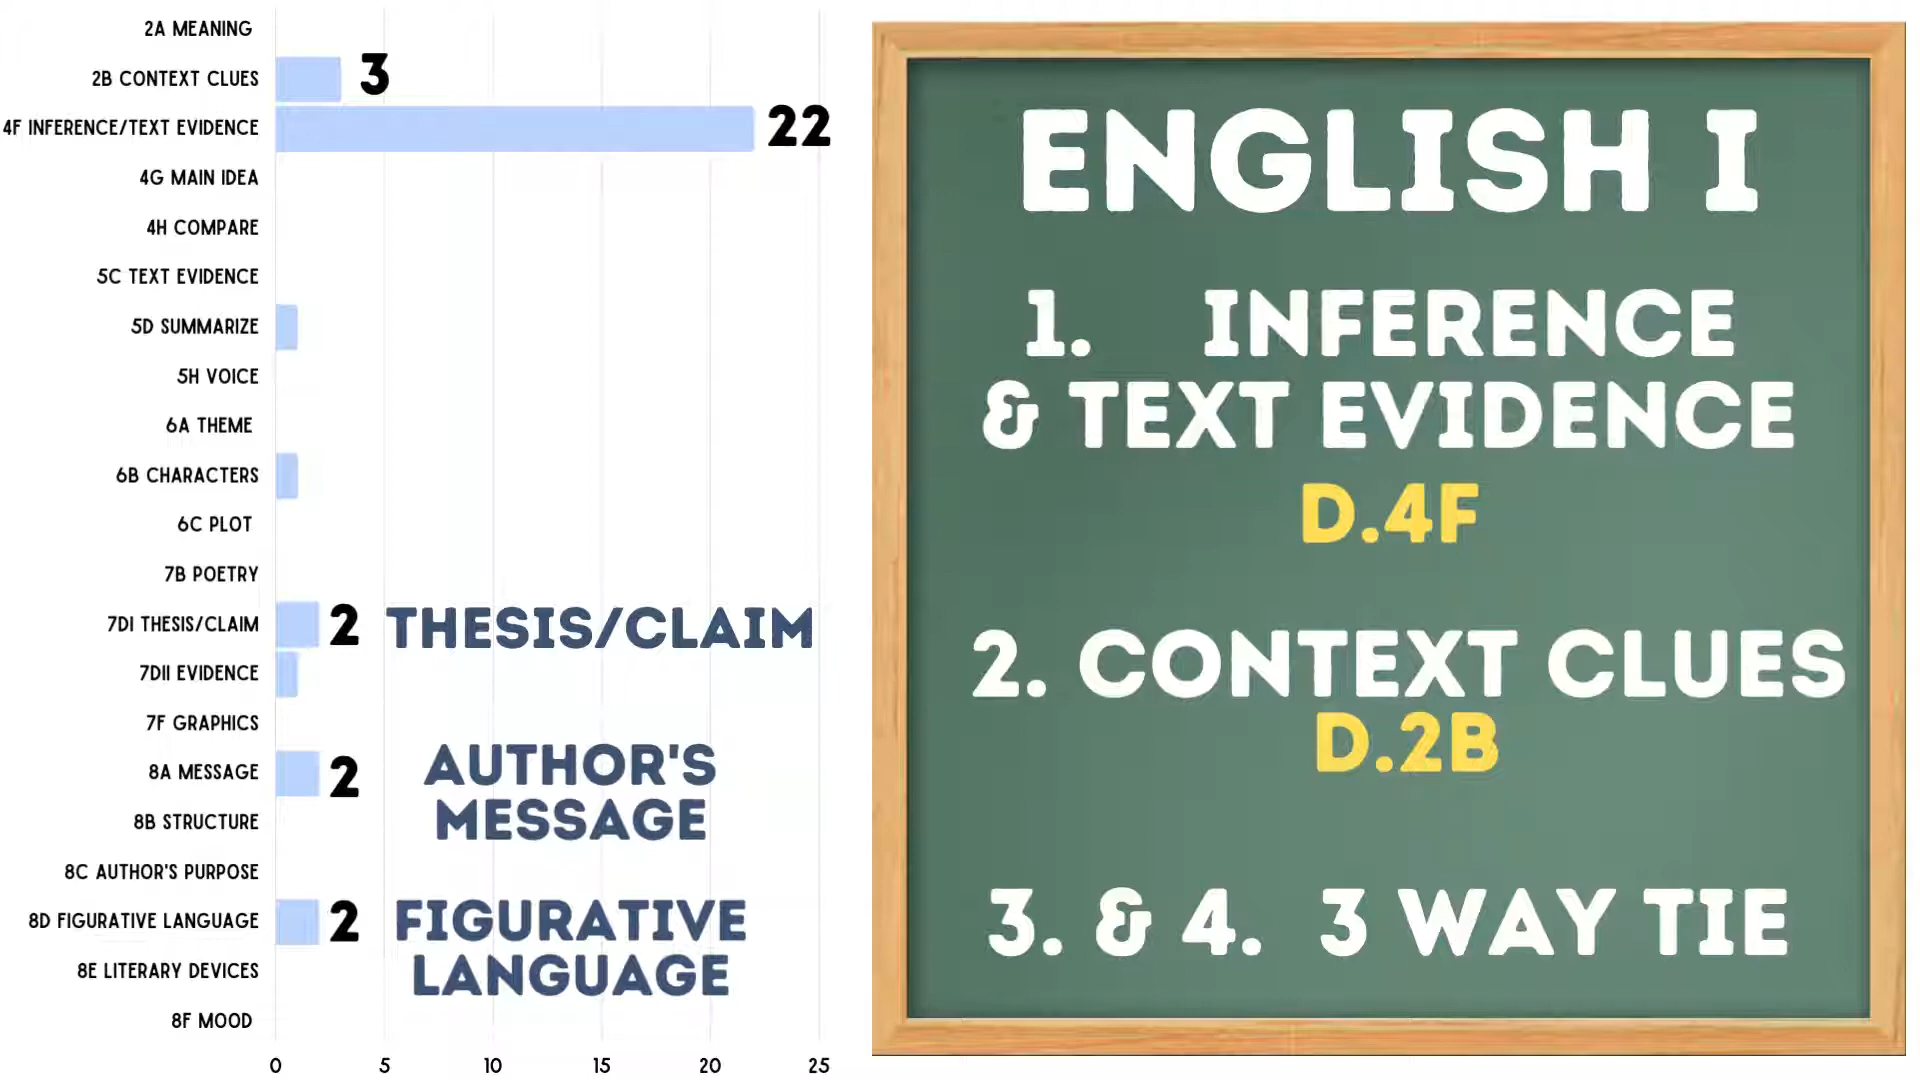 2A MEANING
2B CONTEXT CLUES 3
4F INFERENCE/TEXT EVIDENCE 22
4G MAIN IDEA
4H COMPARE
5C TEXT EVIDENCE
5D SUMMARIZE
5H VOICE
6A THEME
6B CHARACTERS
6C PLOT
7B POETRY
7DI THESIS/CLAIM 2 THESIS/CLAIM
7DII EVIDENCE
7F GRAPHICS
8A MESSAGE 2 AUTHOR'S
MESSAGE
8B STRUCTURE
8C AUTHOR'S PURPOSE
8D FIGURATIVE LANGUAGE 2 FIGURATIVE
LANGUAGE
8E LITERARY DEVICES
8F MOOD
0 5 10 15 20 25
ENGLISH I
1. INFERENCE
& TEXT EVIDENCE
D.4F
2. CONTEXT CLUES
D.2B
3. & 4. 3 WAY TIE